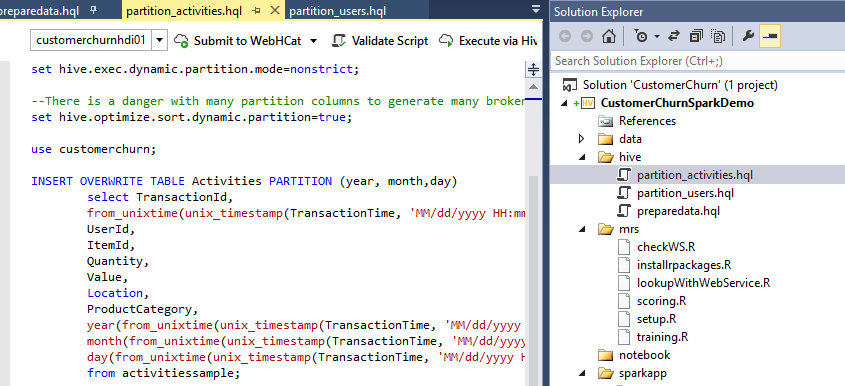 preparedata.hql partition_activities.hql partition_users.hql
customerchurnhdi01 Submit to WebHCat Validate Script Execute via Hiv
set hive.exec.dynamic.partition.mode=nonstrict;
--There is a danger with many partition columns to generate many broken
set hive.optimize.sort.dynamic.partition=true;
use customerchurn;
INSERT OVERWRITE TABLE Activities PARTITION (year, month,day)
select TransactionId,
from_unixtime(unix_timestamp(TransactionTime, 'MM/dd/yyyy HH:mm
UserId,
ItemId,
Quantity,
Value,
Location,
ProductCategory,
year(from_unixtime(unix_timestamp(TransactionTime, 'MM/dd/yyyy
month(from_unixtime(unix_timestamp(TransactionTime, 'MM/dd/yyyy
day(from_unixtime(unix_timestamp(TransactionTime, 'MM/dd/yyyy H
from activitiessample;
Solution Explorer
Search Solution Explorer (Ctrl+;)
Solution 'CustomerChurn' (1 project)
HV CustomerChurnSparkDemo
References
data
hive
partition_activities.hql
partition_users.hql
preparedata.hql
mrs
checkWS.R
installrpackages.R
lookupWithWebService.R
scoring.R
setup.R
training.R
notebook
sparkapp